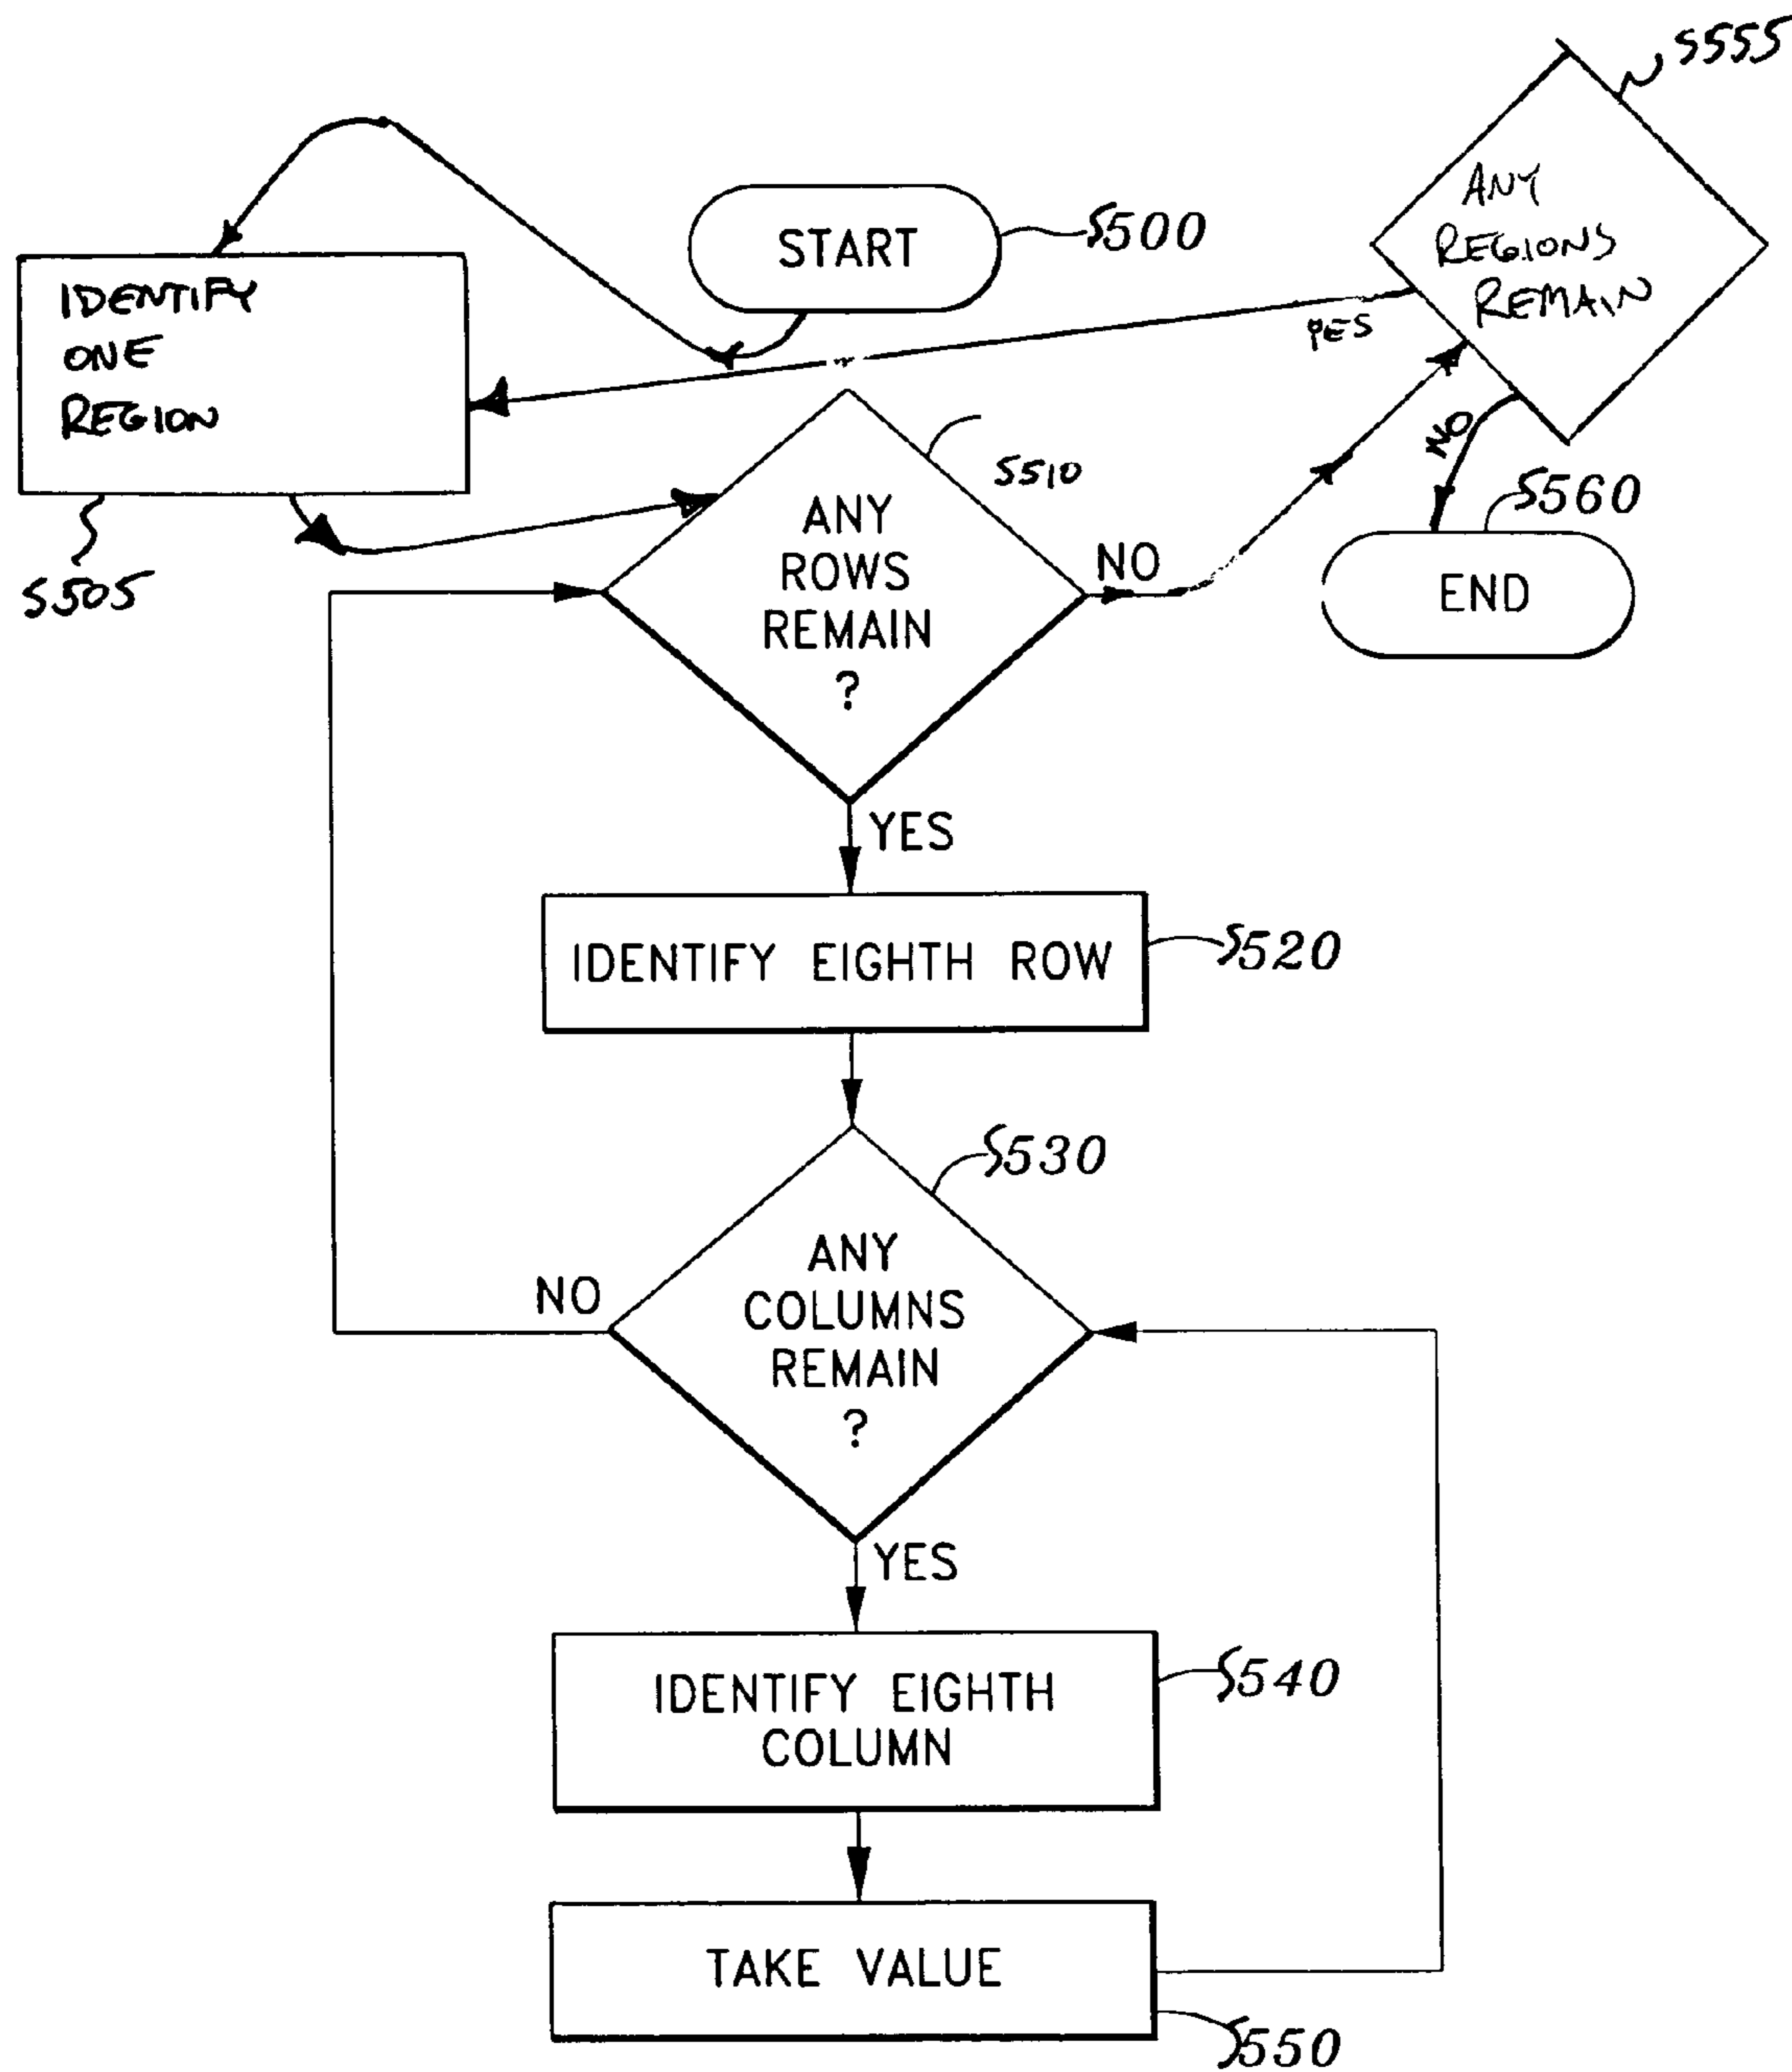 S555
ANY
REGIONS
REMAIN
START
S500
IDENTIFY
ONE
REGION
YES
NO
S505
S510
ANY
ROWS
REMAIN
?
NO
S560
END
YES
IDENTIFY EIGHTH ROW
S520
S530
ANY
COLUMNS
REMAIN
?
NO
YES
IDENTIFY EIGHTH
COLUMN
S540
TAKE VALUE
S550